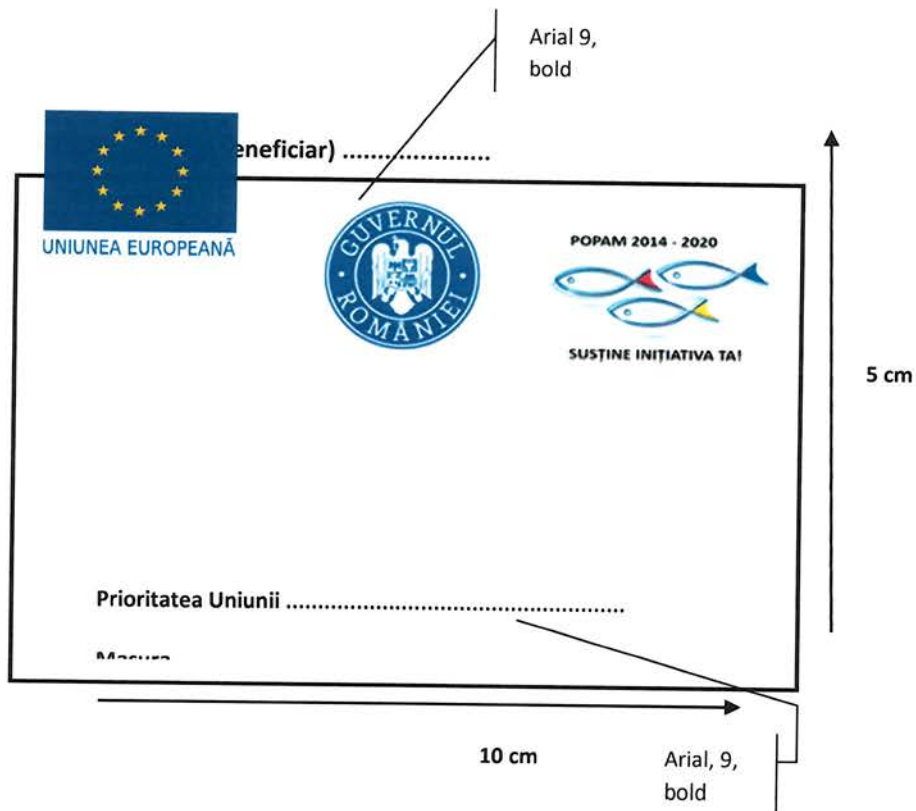 Arial 9,
bold
eneficiar) ......................
UNIUNEA EUROPEANĂ
GUVERNUL ROMÂNIEI
POPAM 2014 - 2020
SUSȚINE INIȚIATIVA TA!
5 cm
Prioritatea Uniunii ..................................................
Masura
10 cm
Arial, 9,
bold